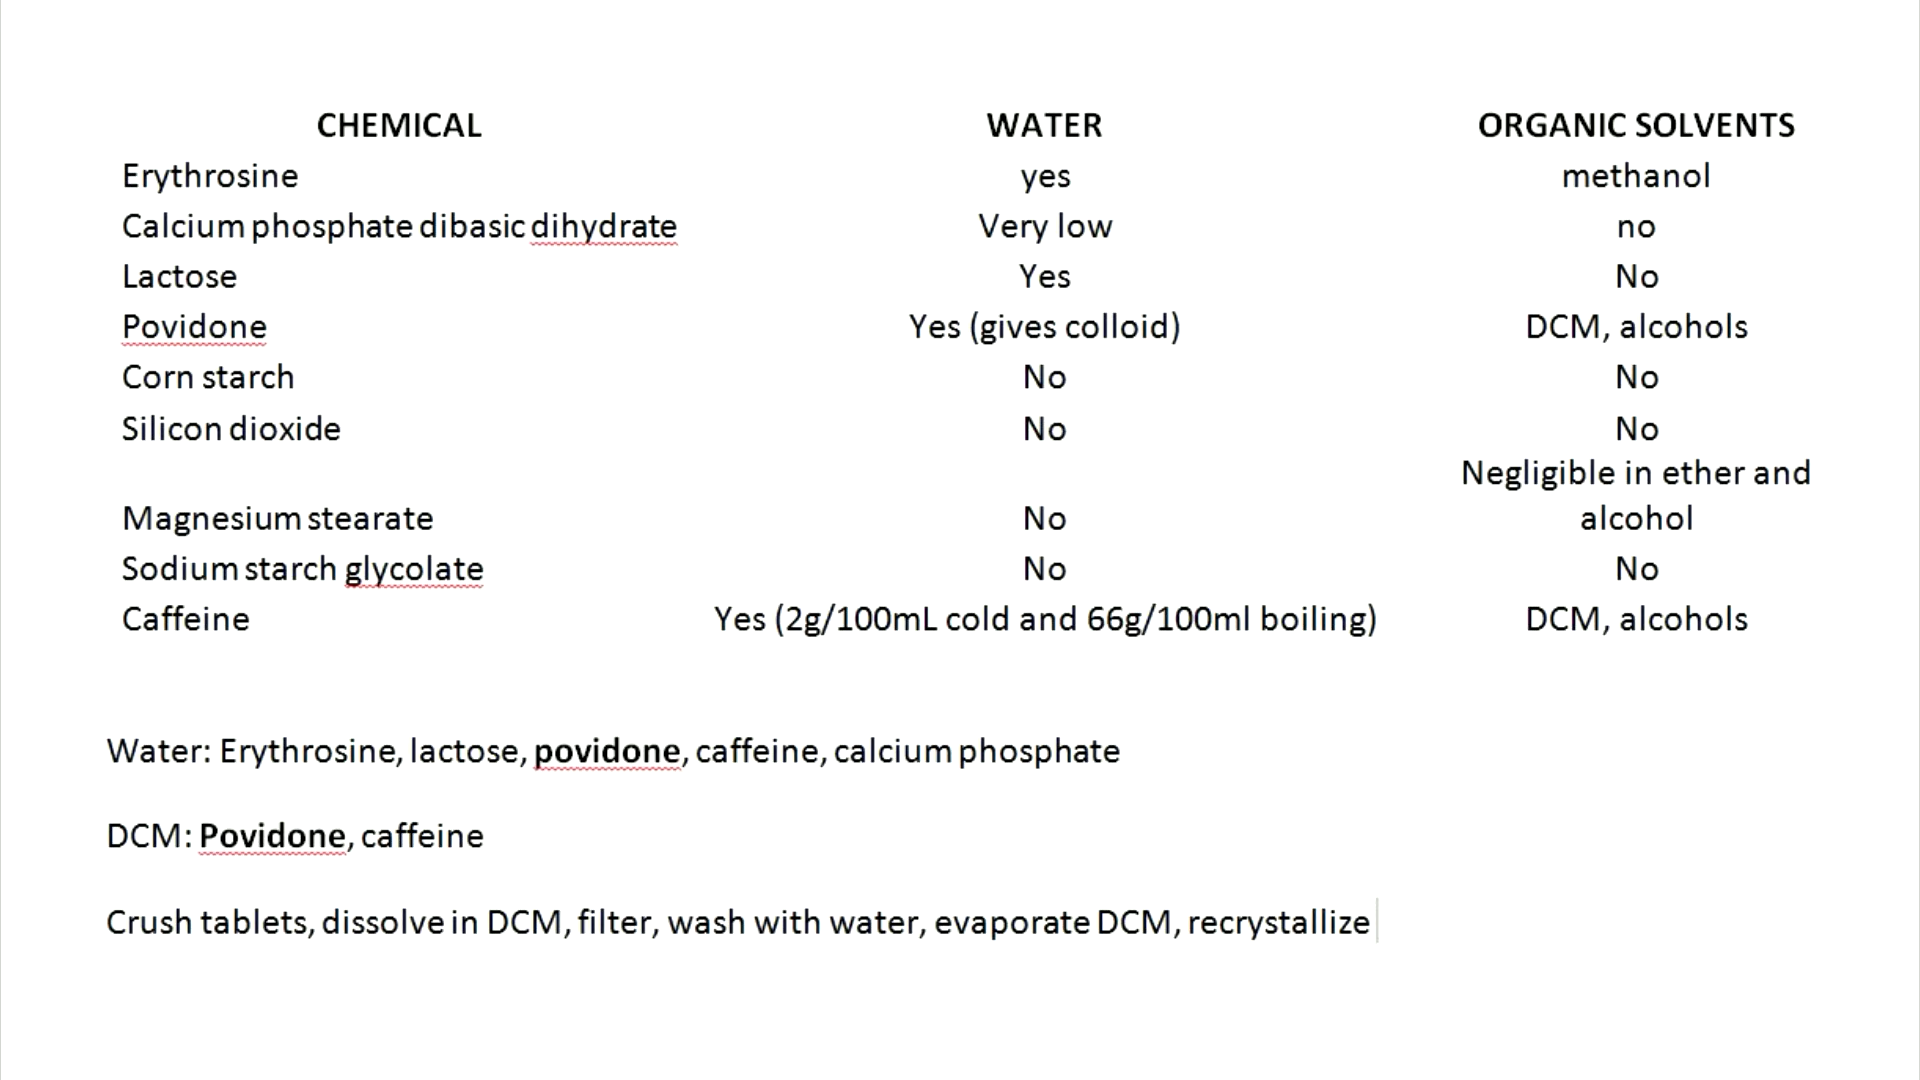 CHEMICAL WATER ORGANIC SOLVENTS
Erythrosine yes methanol
Calcium phosphate dibasic dihydrate Very low no
Lactose Yes No
Povidone Yes (gives colloid) DCM, alcohols
Corn starch No No
Silicon dioxide No No
Negligible in ether and
Magnesium stearate No alcohol
Sodium starch glycolate No No
Caffeine Yes (2g/100mL cold and 66g/100ml boiling) DCM, alcohols
Water: Erythrosine, lactose, povidone, caffeine, calcium phosphate
DCM: Povidone, caffeine
Crush tablets, dissolve in DCM, filter, wash with water, evaporate DCM, recrystallize